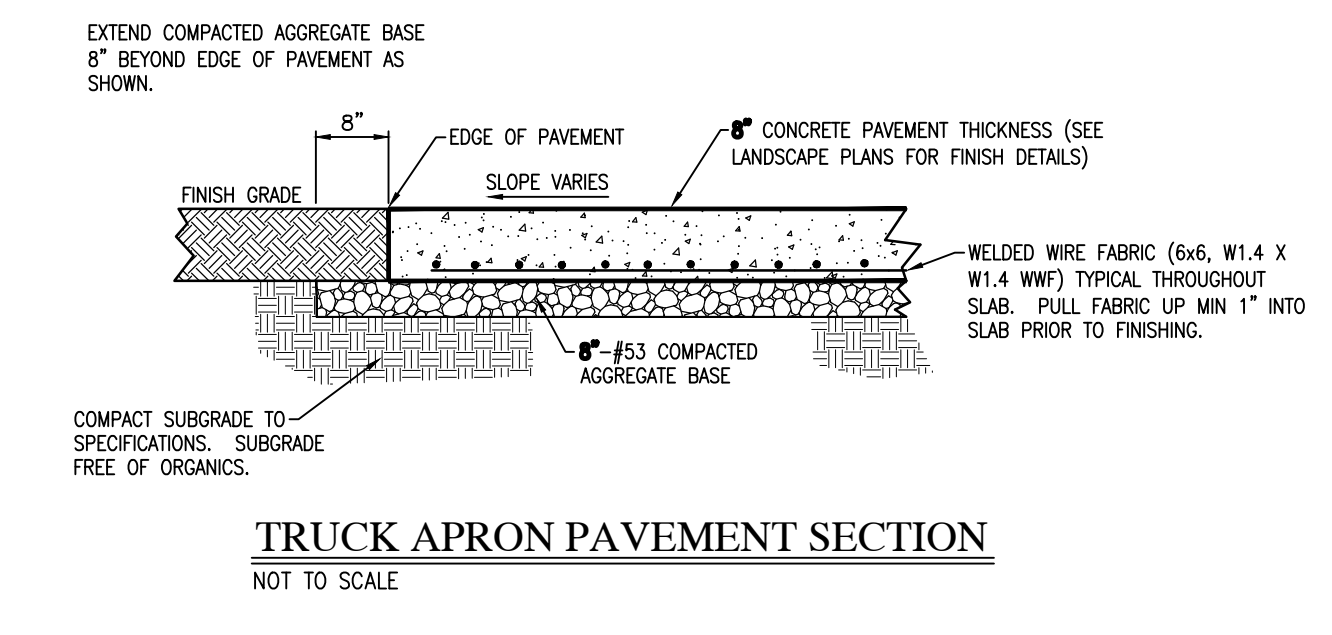 EXTEND COMPACTED AGGREGATE BASE
8" BEYOND EDGE OF PAVEMENT AS
SHOWN.
8"
EDGE OF PAVEMENT
8" CONCRETE PAVEMENT THICKNESS (SEE
LANDSCAPE PLANS FOR FINISH DETAILS)
FINISH GRADE
SLOPE VARIES
WELDED WIRE FABRIC (6x6, W1.4 X
W1.4 WWF) TYPICAL THROUGHOUT
SLAB. PULL FABRIC UP MIN 1" INTO
SLAB PRIOR TO FINISHING.
8"-#53 COMPACTED
AGGREGATE BASE
COMPACT SUBGRADE TO
SPECIFICATIONS. SUBGRADE
FREE OF ORGANICS.
TRUCK APRON PAVEMENT SECTION
NOT TO SCALE